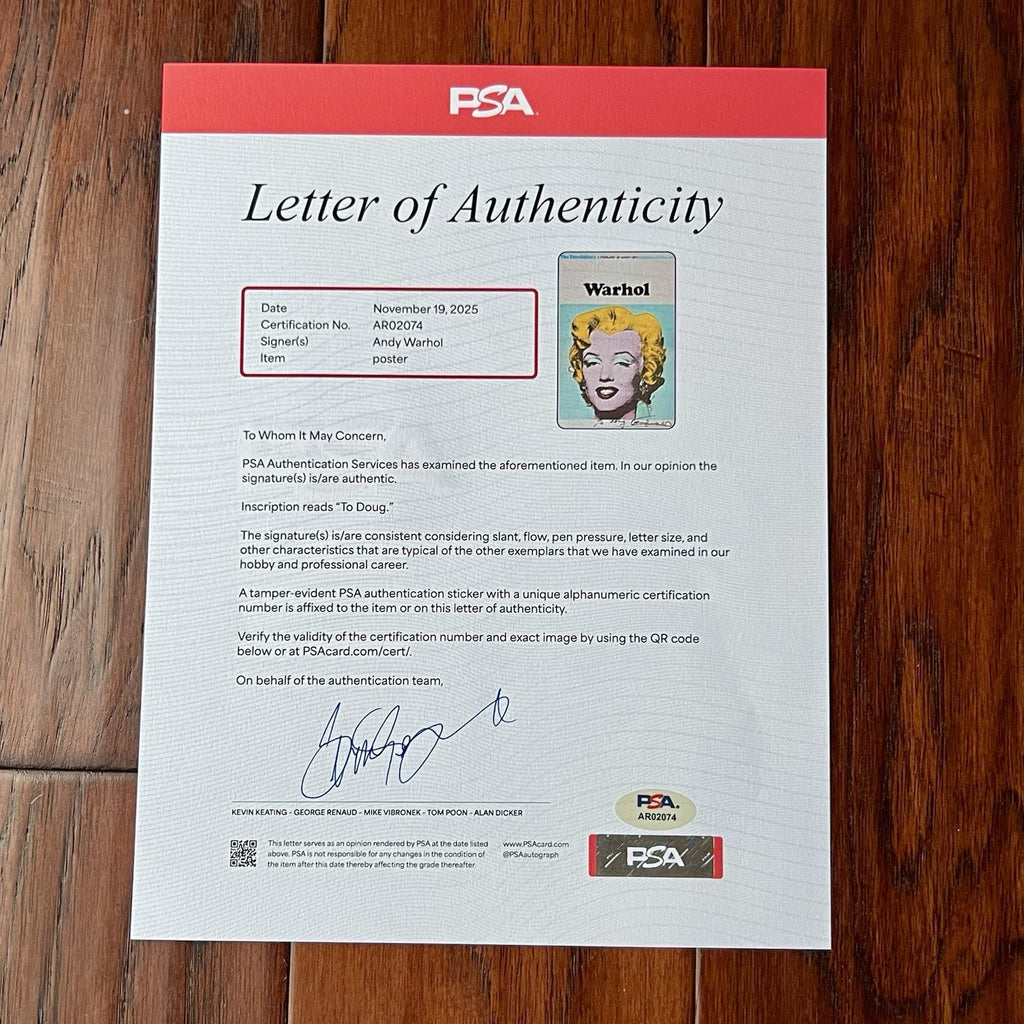 PSA
Letter of Authenticity
Warhol
Date November 19, 2025
Certification No. AR02074
Signer(s) Andy Warhol
Item poster
To Whom It May Concern,
PSA Authentication Services has examined the aforementioned item. In our opinion the
signature(s) is/are authentic.
Inscription reads “To Doug.”
The signature(s) is/are consistent considering slant, flow, pen pressure, letter size, and
other characteristics that are typical of the other exemplars that we have examined in our
hobby and professional career.
A tamper-evident PSA authentication sticker with a unique alphanumeric certification
number is affixed to the item or on this letter of authenticity.
Verify the validity of the certification number and exact image by using the QR code
below or at PSAcard.com/cert/.
On behalf of the authentication team,
KEVIN KEATING - GEORGE RENAUD - MIKE VIBRONEK - TOM POON - ALAN DICKER
This letter serves as an opinion rendered by PSA at the date listed
above. PSA is not responsible for any changes in the condition of
the item after this date thereby affecting the grade thereafter.
www.PSAcard.com
@PSAautograph
PSA.
AR02074
PSA